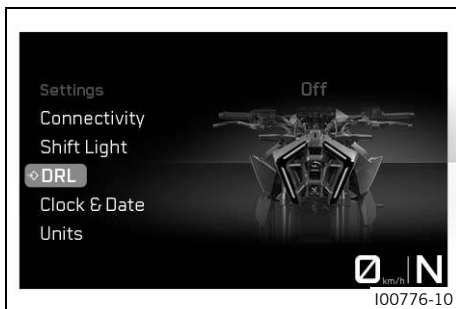 Settings
Off
Connectivity
Shift Light
DRL
Clock & Date
Units
0 km/h N
I00776-10